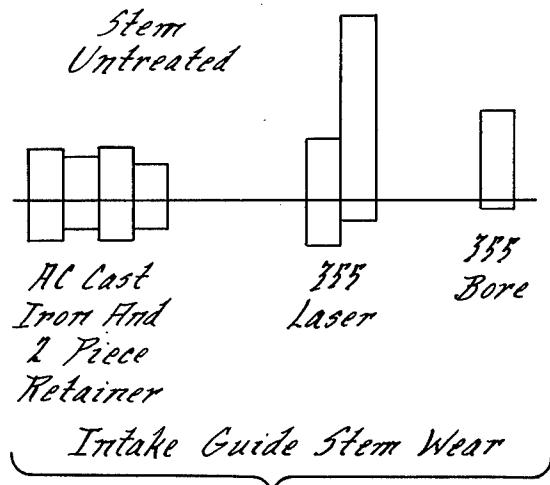 Stem
Untreated
AC Cast
Iron And
2 Piece
Retainer
355
Laser
355
Bore
Intake Guide Stem Wear